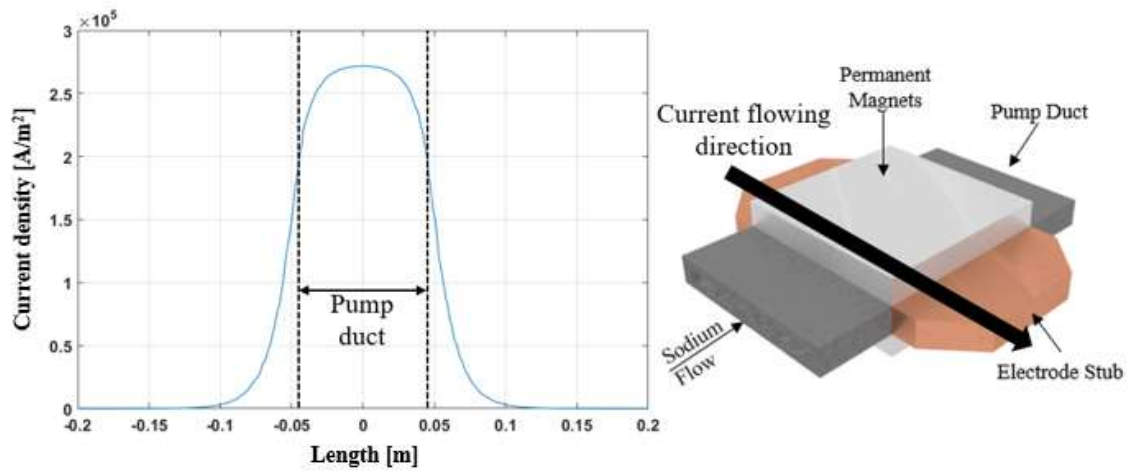 ×10⁵
3
2.5
2
1.5
1
0.5
0
Current density [A/m²]
Pump
duct
-0.2
-0.15
-0.1
-0.05
0
0.05
0.1
0.15
0.2
Length [m]
Permanent
Magnets
Pump Duct
Current flowing
direction
Sodium
Flow
Electrode Stub